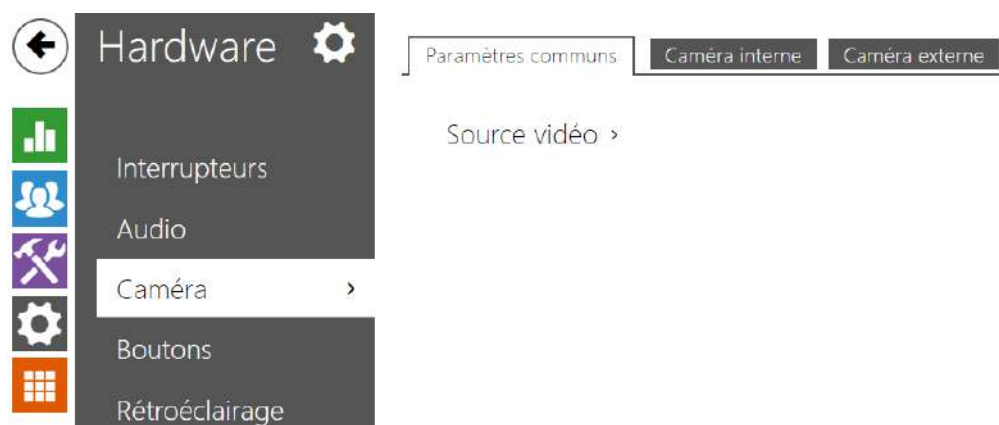 Hardware
Paramètres communs
Caméra interne
Caméra externe
Source vidéo
Interrupteurs
Audio
Caméra
Boutons
Rétroéclairage